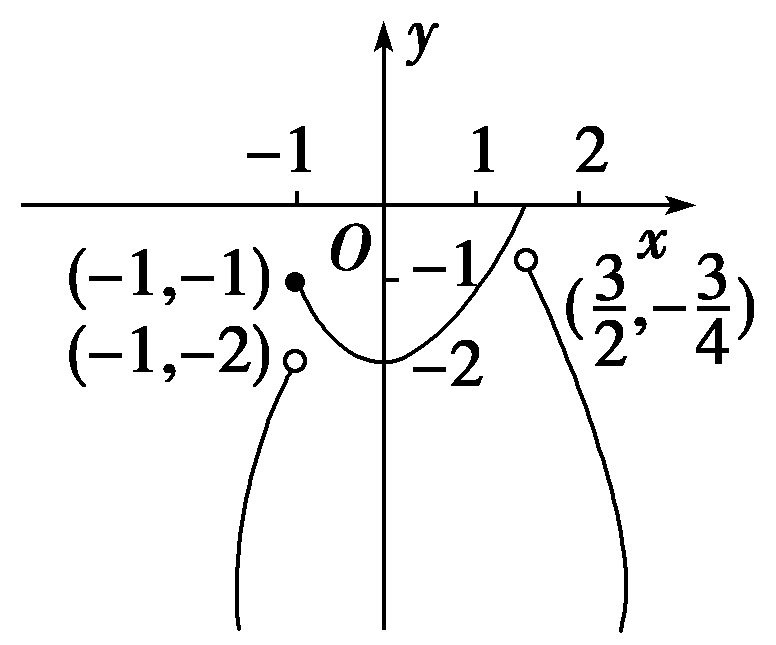 y
-1 1 2
O
x
(-1,-1)
-1
(3/2,-3/4)
(-1,-2)
-2